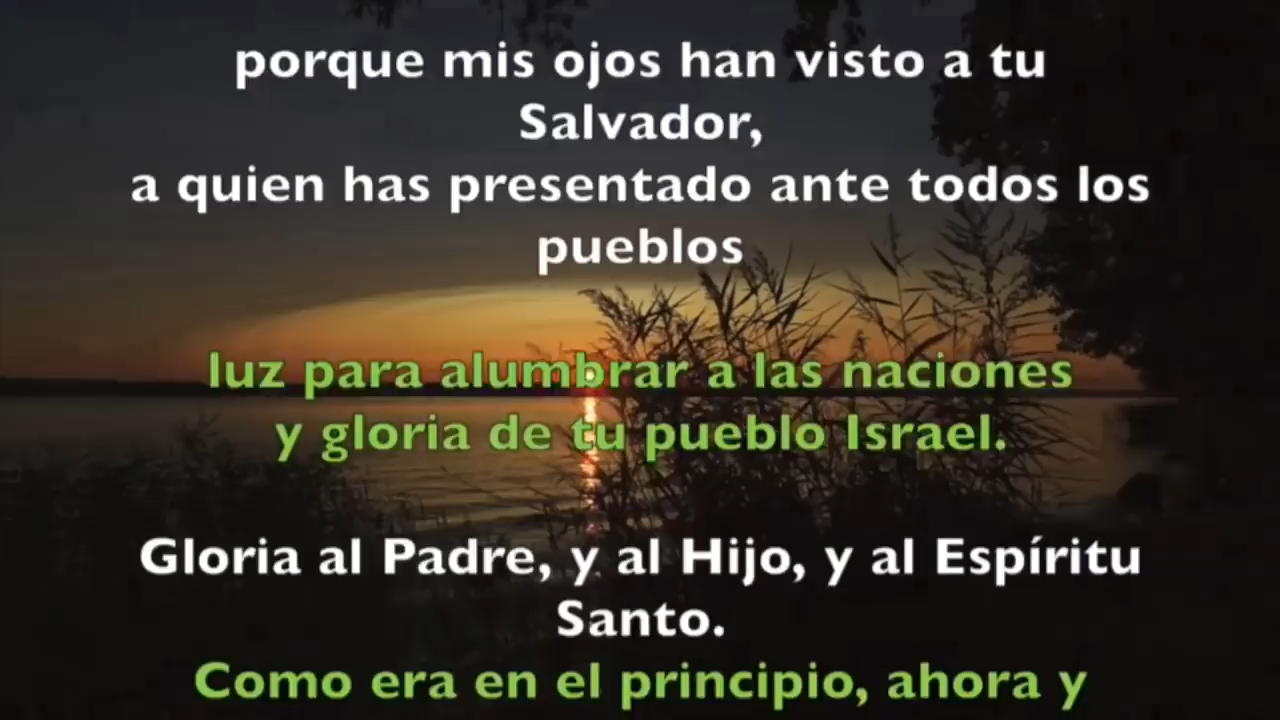 porque mis ojos han visto a tu
Salvador,
a quien has presentado ante todos los
pueblos
luz para alumbrar a las naciones
y gloria de tu pueblo Israel.
Gloria al Padre, y al Hijo, y al Espíritu
Santo.
Como era en el principio, ahora y